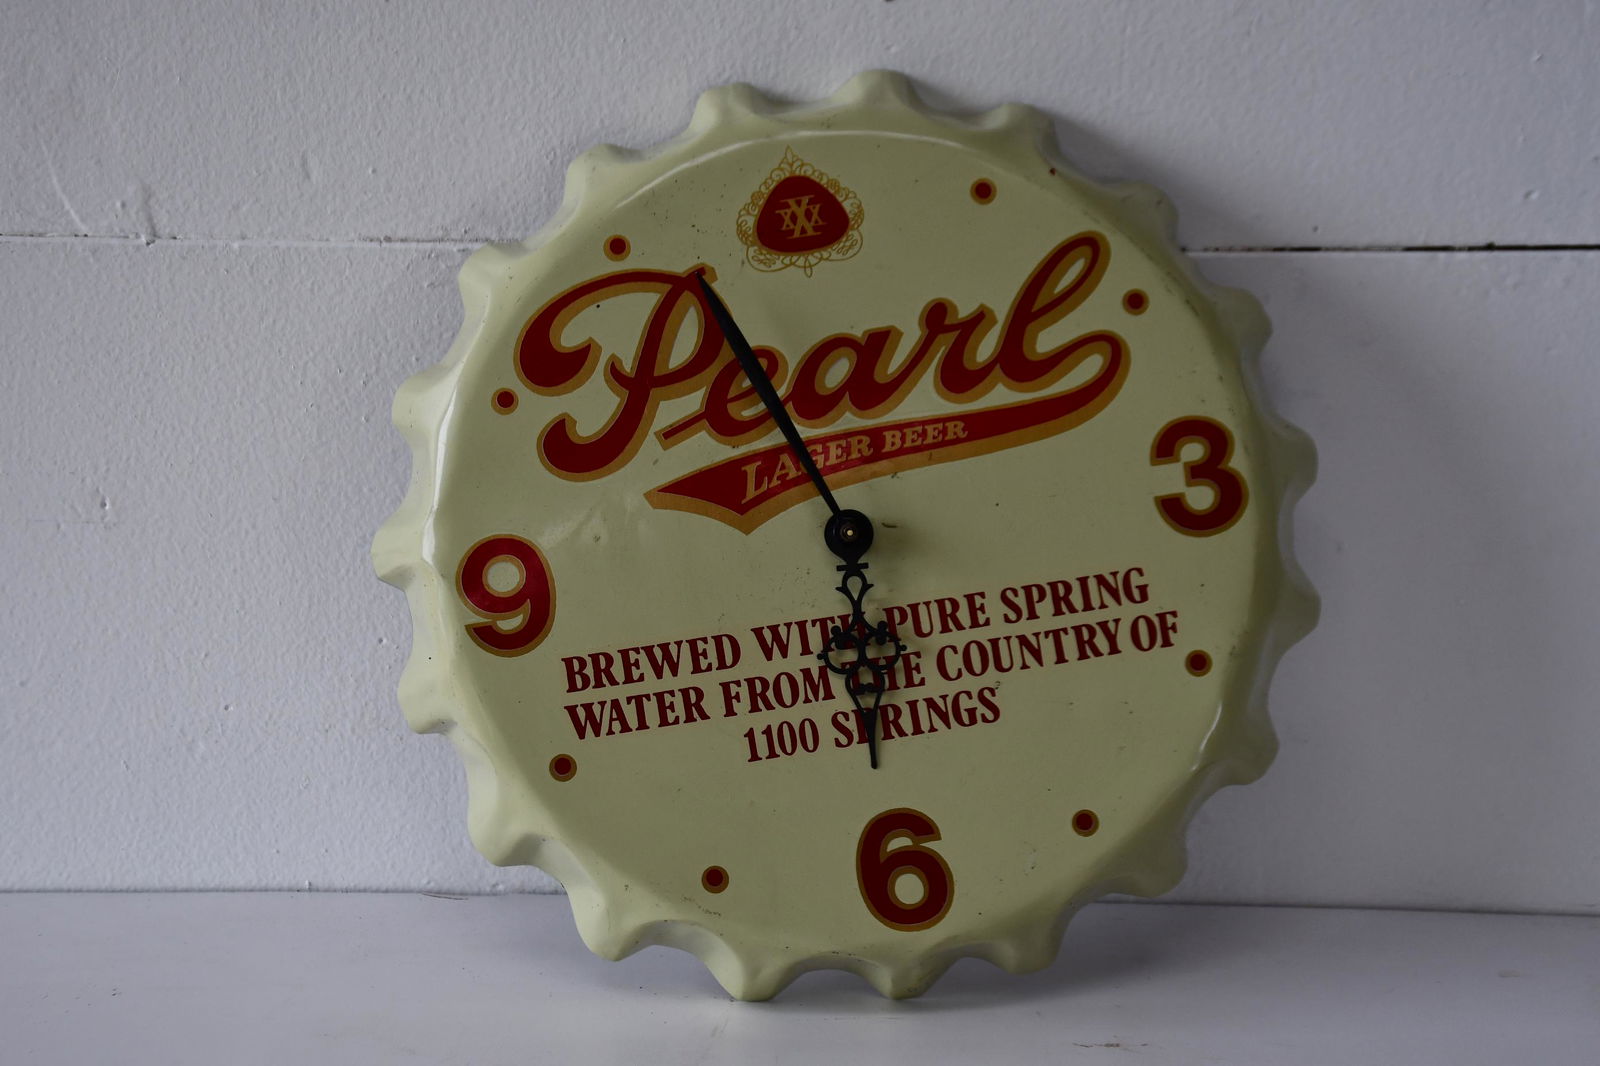 XXX
Pearl
LAGER BEER
3
9
BREWED WITH PURE SPRING
WATER FROM THE COUNTRY OF
1100 SPRINGS
6